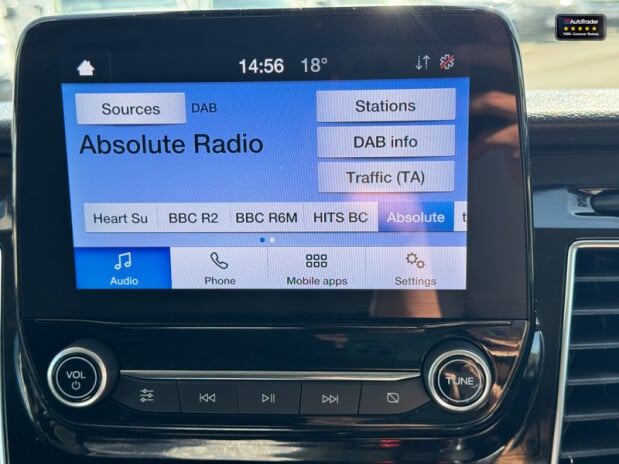 AutoTrader
14:56 18°
Sources DAB Stations
Absolute Radio DAB info
Traffic (TA)
Heart Su BBC R2 BBC R6M HITS BC Absolute t
Audio Phone Mobile apps Settings
VOL TUNE